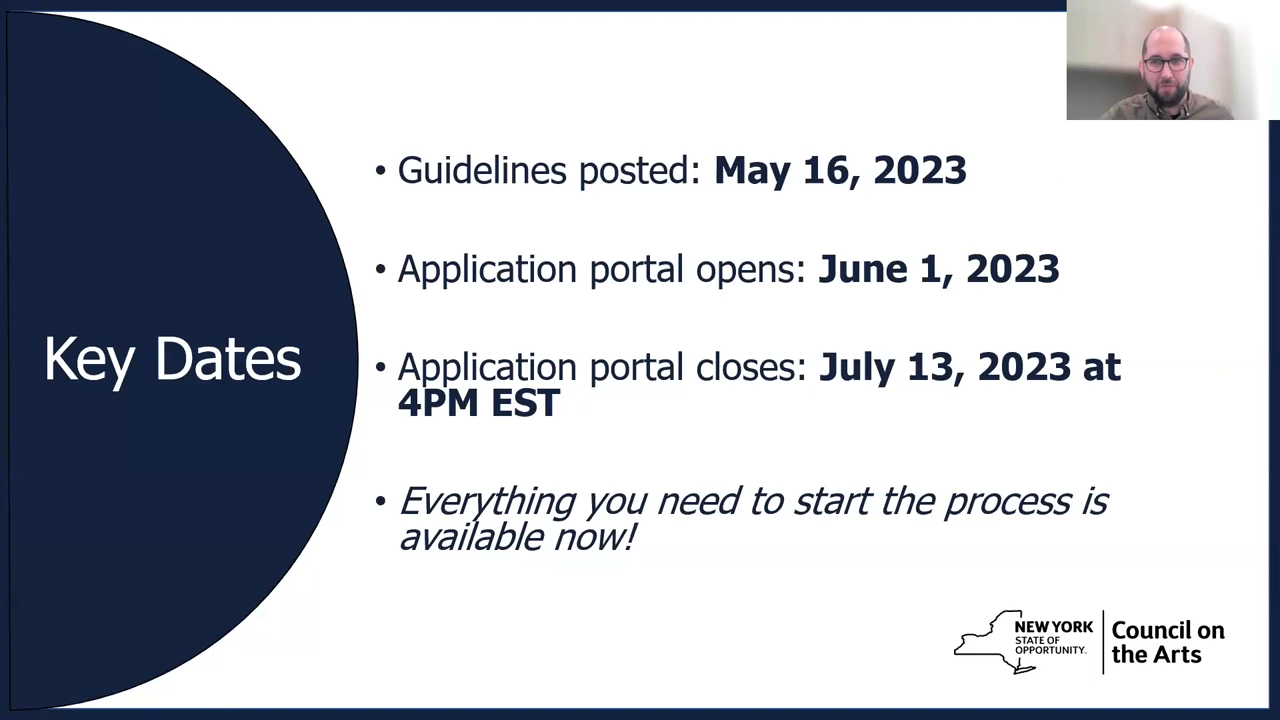 Key Dates
• Guidelines posted: May 16, 2023
• Application portal opens: June 1, 2023
• Application portal closes: July 13, 2023 at
4PM EST
• Everything you need to start the process is
available now!
NEW YORK
STATE OF
OPPORTUNITY.
Council on
the Arts